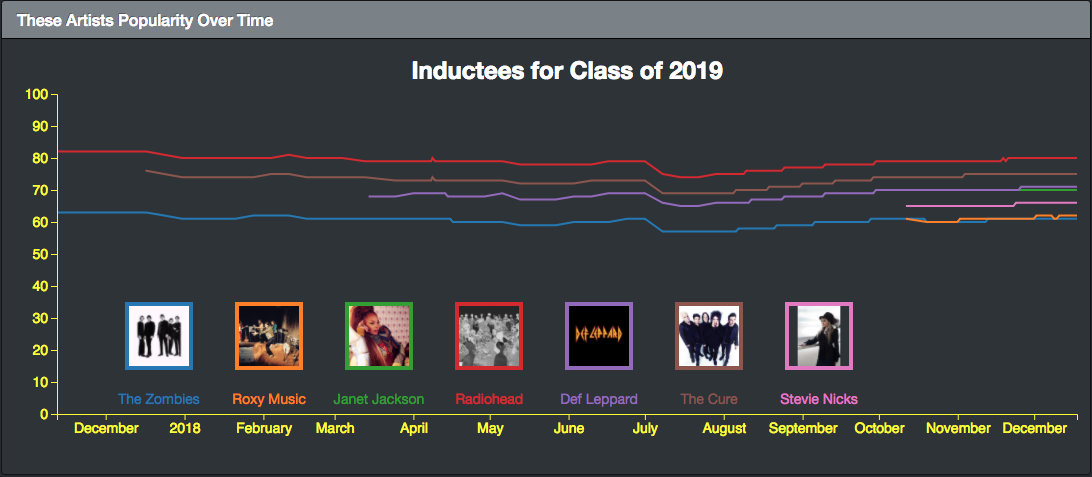 These Artists Popularity Over Time
Inductees for Class of 2019
100
90
80
70
60
50
40
30
20
10
0
DEF LEPPARD
The Zombies Roxy Music Janet Jackson Radiohead Def Leppard The Cure Stevie Nicks
December 2018 February March April May June July August September October November December